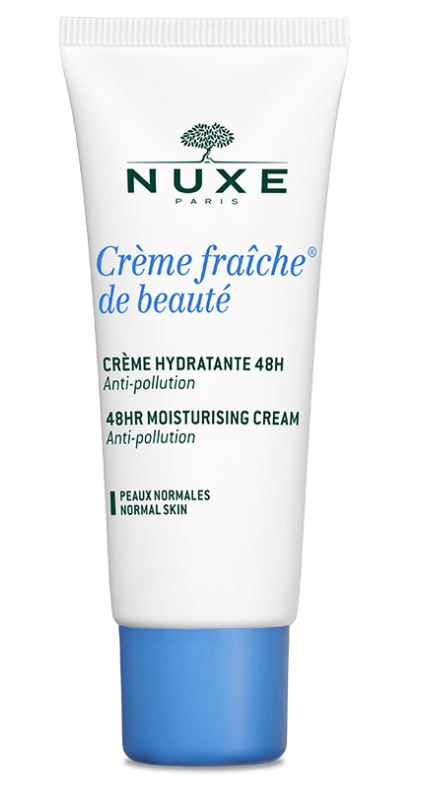 NUXE
PARIS
Crème fraîche®
de beauté
CRÈME HYDRATANTE 48H
Anti-pollution
48HR MOISTURISING CREAM
Anti-pollution
PEAUX NORMALES
NORMAL SKIN